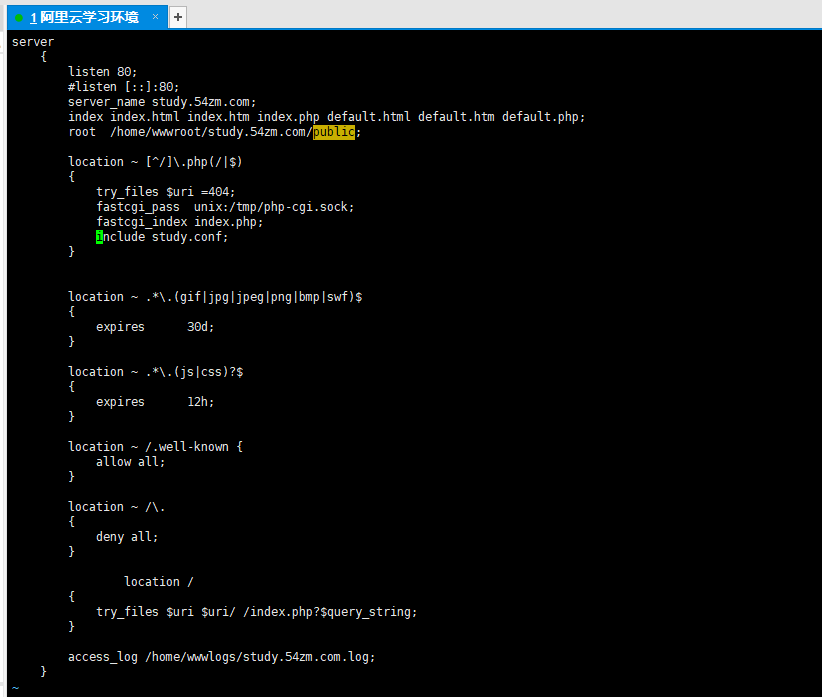 1 阿里云学习环境 × +
server
{
listen 80;
#listen [::]:80;
server_name study.54zm.com;
index index.html index.htm index.php default.html default.htm default.php;
root  /home/wwwroot/study.54zm.com/public;
location ~ [^/]\.php(/|$)
{
try_files $uri =404;
fastcgi_pass  unix:/tmp/php-cgi.sock;
fastcgi_index index.php;
include study.conf;
}
location ~ .*\.(gif|jpg|jpeg|png|bmp|swf)$
{
expires      30d;
}
location ~ .*\.(js|css)?$
{
expires      12h;
}
location ~ /.well-known {
allow all;
}
location ~ /\.
{
deny all;
}
location /
{
try_files $uri $uri/ /index.php?$query_string;
}
access_log /home/wwwlogs/study.54zm.com.log;
}
~